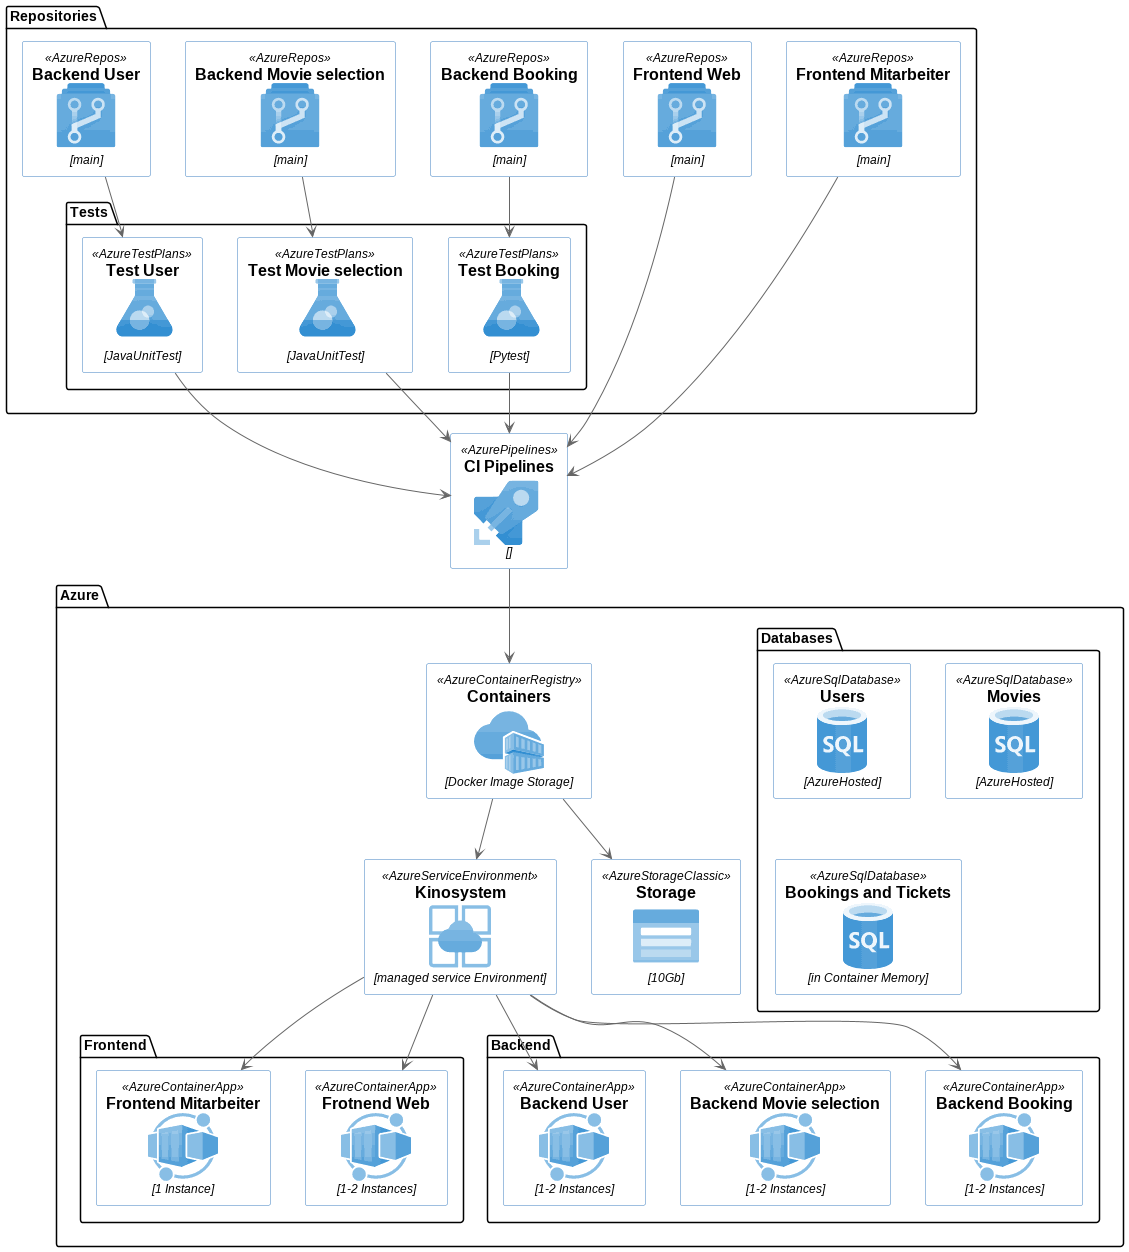 Repositories
«AzureRepos»
Backend User
[main]
«AzureRepos»
Backend Movie selection
[main]
«AzureRepos»
Backend Booking
[main]
«AzureRepos»
Frontend Web
[main]
«AzureRepos»
Frontend Mitarbeiter
[main]
Tests
«AzureTestPlans»
Test User
[JavaUnitTest]
«AzureTestPlans»
Test Movie selection
[JavaUnitTest]
«AzureTestPlans»
Test Booking
[Pytest]
«AzurePipelines»
CI Pipelines
[]
Azure
«AzureContainerRegistry»
Containers
[Docker Image Storage]
Databases
«AzureSqlDatabase»
Users
SQL
[AzureHosted]
«AzureSqlDatabase»
Movies
SQL
[AzureHosted]
«AzureServiceEnvironment»
Kinosystem
[managed service Environment]
«AzureStorageClassic»
Storage
[10Gb]
«AzureSqlDatabase»
Bookings and Tickets
SQL
[in Container Memory]
Frontend
«AzureContainerApp»
Frontend Mitarbeiter
[1 Instance]
«AzureContainerApp»
Frotnend Web
[1-2 Instances]
Backend
«AzureContainerApp»
Backend User
[1-2 Instances]
«AzureContainerApp»
Backend Movie selection
[1-2 Instances]
«AzureContainerApp»
Backend Booking
[1-2 Instances]